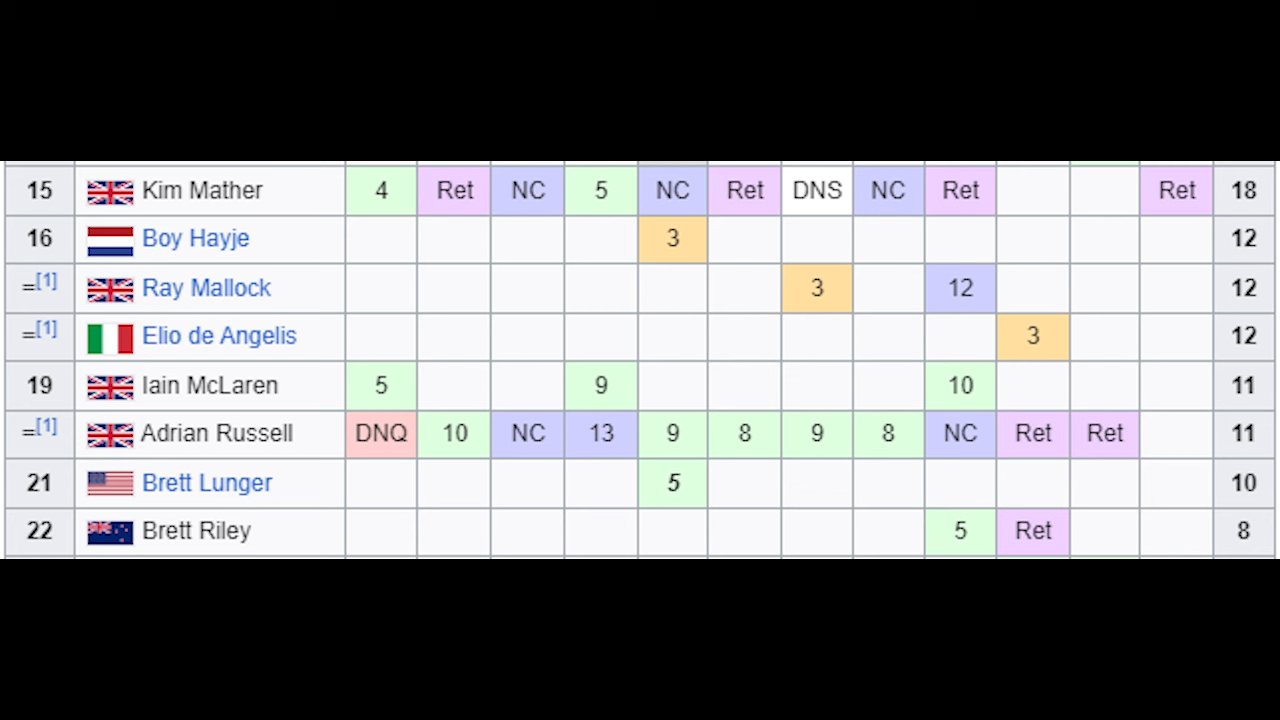 15 Kim Mather 4 Ret NC 5 NC Ret DNS NC Ret Ret 18
16 Boy Hayje 3 12
=[1] Ray Mallock 3 12 12
=[1] Elio de Angelis 3 12
19 Iain McLaren 5 9 10 11
=[1] Adrian Russell DNQ 10 NC 13 9 8 9 8 NC Ret Ret 11
21 Brett Lunger 5 10
22 Brett Riley 5 Ret 8